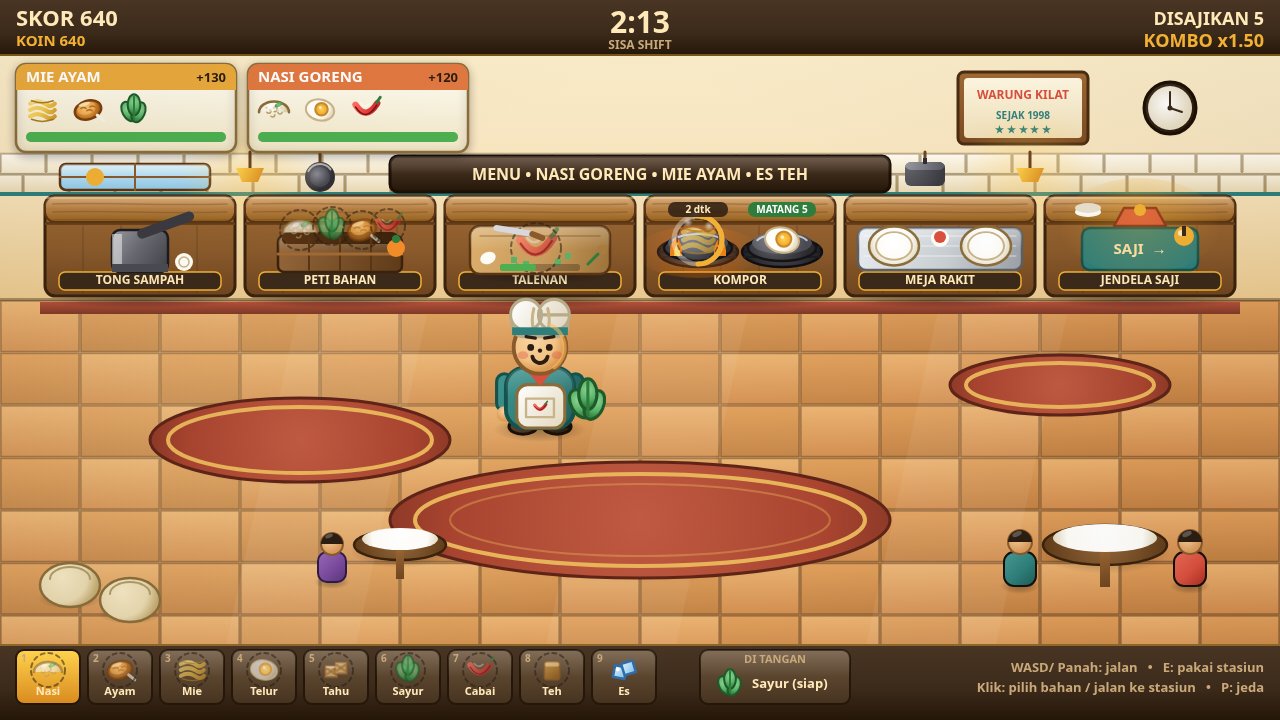 SKOR 640
KOIN 640
2:13
SISA SHIFT
DISAJIKAN 5
KOMBO x1.50
MIE AYAM +130
NASI GORENG +120
WARUNG KILAT
SEJAK 1998
★★★★★
MENU • NASI GORENG • MIE AYAM • ES TEH
2 dtk
MATANG 5
SAJI →
TONG SAMPAH
PETI BAHAN
TALENAN
KOMPOR
MEJA RAKIT
JENDELA SAJI
1 Nasi
2 Ayam
3 Mie
4 Telur
5 Tahu
6 Sayur
7 Cabai
8 Teh
9 Es
DI TANGAN
Sayur (siap)
WASD/ Panah: jalan • E: pakai stasiun
Klik: pilih bahan / jalan ke stasiun • P: jeda